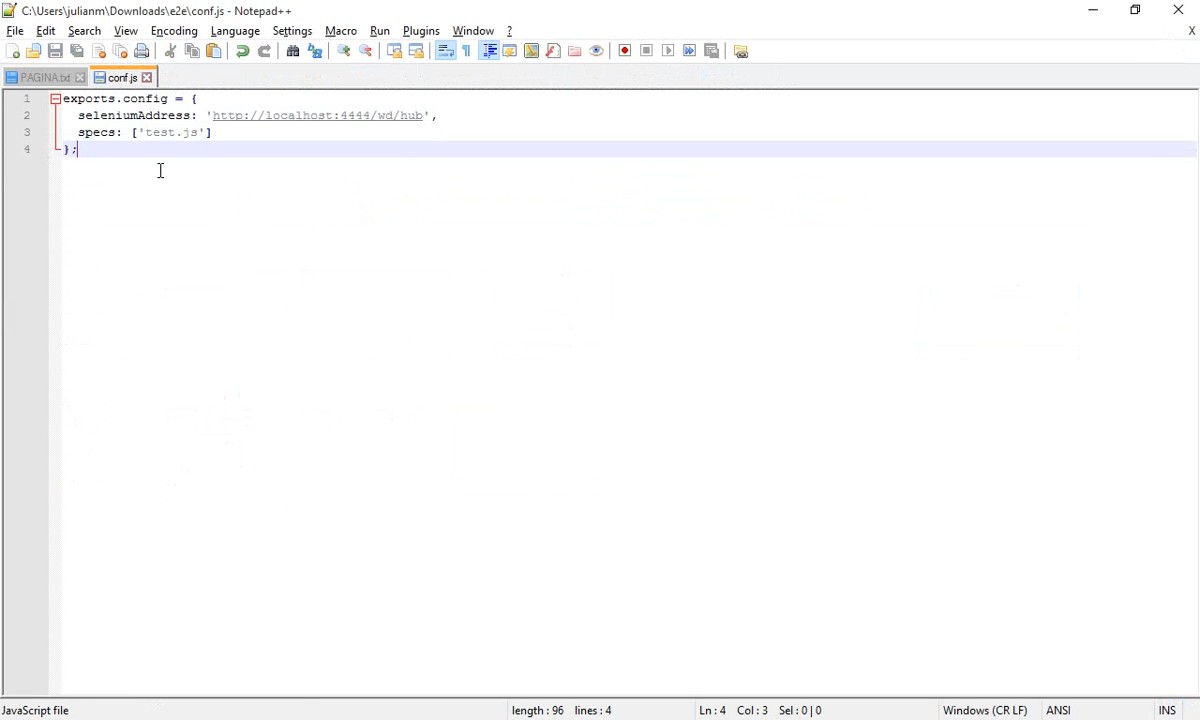 C:\Users\julianm\Downloads\e2e\conf.js - Notepad++
File Edit Search View Encoding Language Settings Macro Run Plugins Window ? X
PAGINA.txt conf.js
1 exports.config = {
2 seleniumAddress: 'http://localhost:4444/wd/hub',
3 specs: ['test.js']
4 };
JavaScript file length : 96 lines : 4 Ln : 4 Col : 3 Sel : 0 | 0 Windows (CR LF) ANSI INS